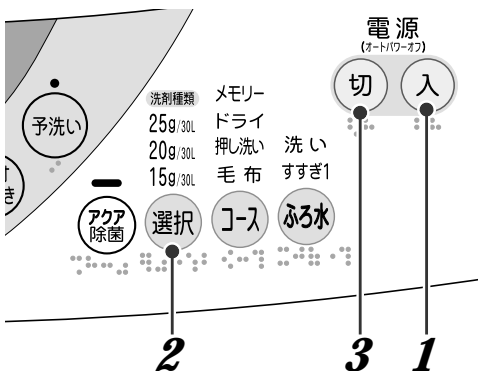 電源
(オートパワーオフ)
切 入
予洗い
き
洗剤種類
25g/30L
20g/30L
15g/30L
メモリー
ドライ
押し洗い
毛布
洗い
すすぎ1
アクア
除菌
選択
コース
ふろ水
2 3 1